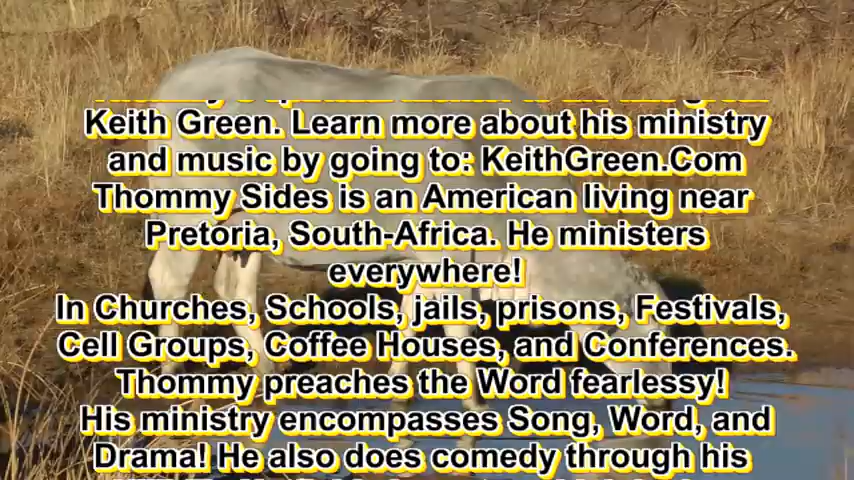 Keith Green. Learn more about his ministry
and music by going to: KeithGreen.Com
Thommy Sides is an American living near
Pretoria, South-Africa. He ministers
everywhere!
In Churches, Schools, jails, prisons, Festivals,
Cell Groups, Coffee Houses, and Conferences.
Thommy preaches the Word fearlessy!
His ministry encompasses Song, Word, and
Drama! He also does comedy through his